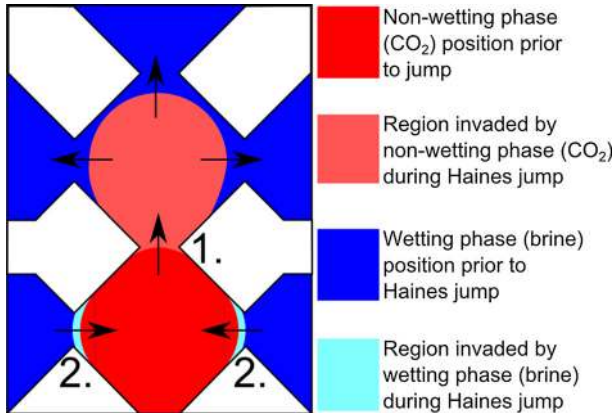 Non-wetting phase
(CO₂) position prior
to jump
Region invaded by
non-wetting phase (CO₂)
during Haines jump
1.
Wetting phase (brine)
position prior to
Haines jump
2.
2.
Region invaded by
wetting phase (brine)
during Haines jump